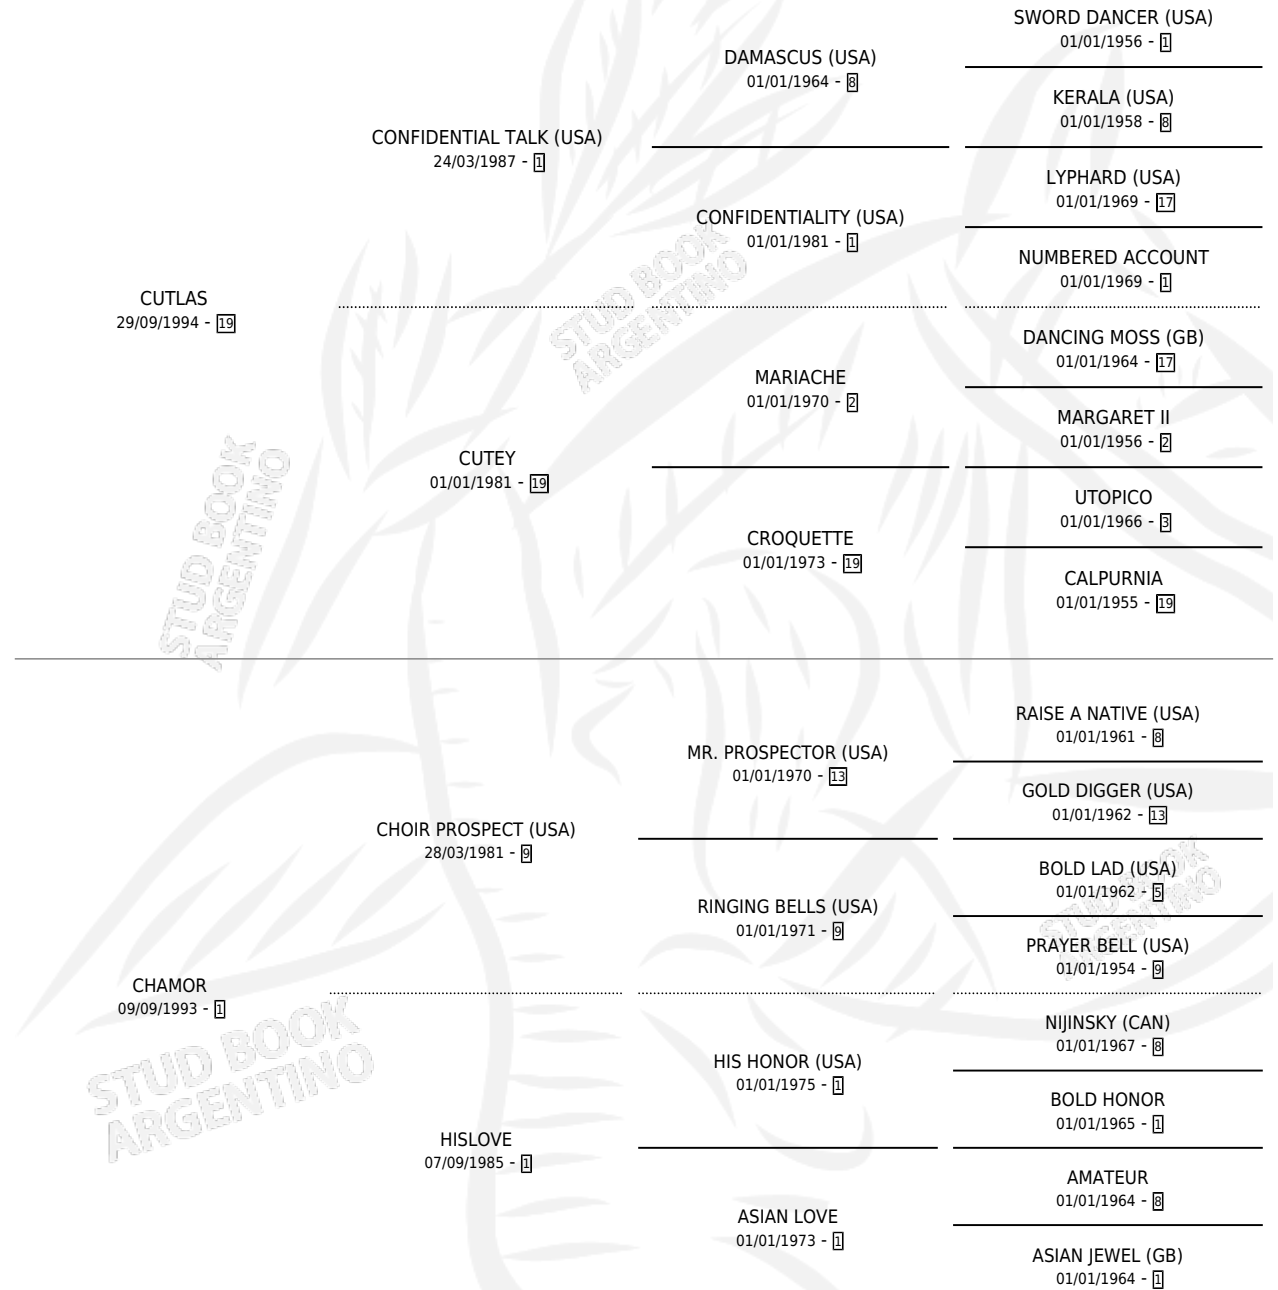 SWORD DANCER (USA)
01/01/1956 - 1
DAMASCUS (USA)
01/01/1964 - 8
KERALA (USA)
01/01/1958 - 8
CONFIDENTIAL TALK (USA)
24/03/1987 - 1
LYPHARD (USA)
01/01/1969 - 17
CONFIDENTIALITY (USA)
01/01/1981 - 1
NUMBERED ACCOUNT
01/01/1969 - 1
CUTLAS
29/09/1994 - 19
STUD BOOK
ARGENTINO
DANCING MOSS (GB)
01/01/1964 - 17
MARIACHE
01/01/1970 - 2
MARGARET II
01/01/1956 - 2
CUTEY
01/01/1981 - 19
UTOPICO
01/01/1966 - 3
CROQUETTE
01/01/1973 - 19
CALPURNIA
01/01/1955 - 19
STUD BOOK
ARGENTINO
RAISE A NATIVE (USA)
01/01/1961 - 8
MR. PROSPECTOR (USA)
01/01/1970 - 13
GOLD DIGGER (USA)
01/01/1962 - 13
CHOIR PROSPECT (USA)
28/03/1981 - 9
BOLD LAD (USA)
01/01/1962 - 5
RINGING BELLS (USA)
01/01/1971 - 9
STUD BOOK
ARGENTINO
PRAYER BELL (USA)
01/01/1954 - 9
CHAMOR
09/09/1993 - 1
NIJINSKY (CAN)
01/01/1967 - 8
STUD BOOK
ARGENTINO
HIS HONOR (USA)
01/01/1975 - 1
BOLD HONOR
01/01/1965 - 1
HISLOVE
07/09/1985 - 1
AMATEUR
01/01/1964 - 8
ASIAN LOVE
01/01/1973 - 1
ASIAN JEWEL (GB)
01/01/1964 - 1